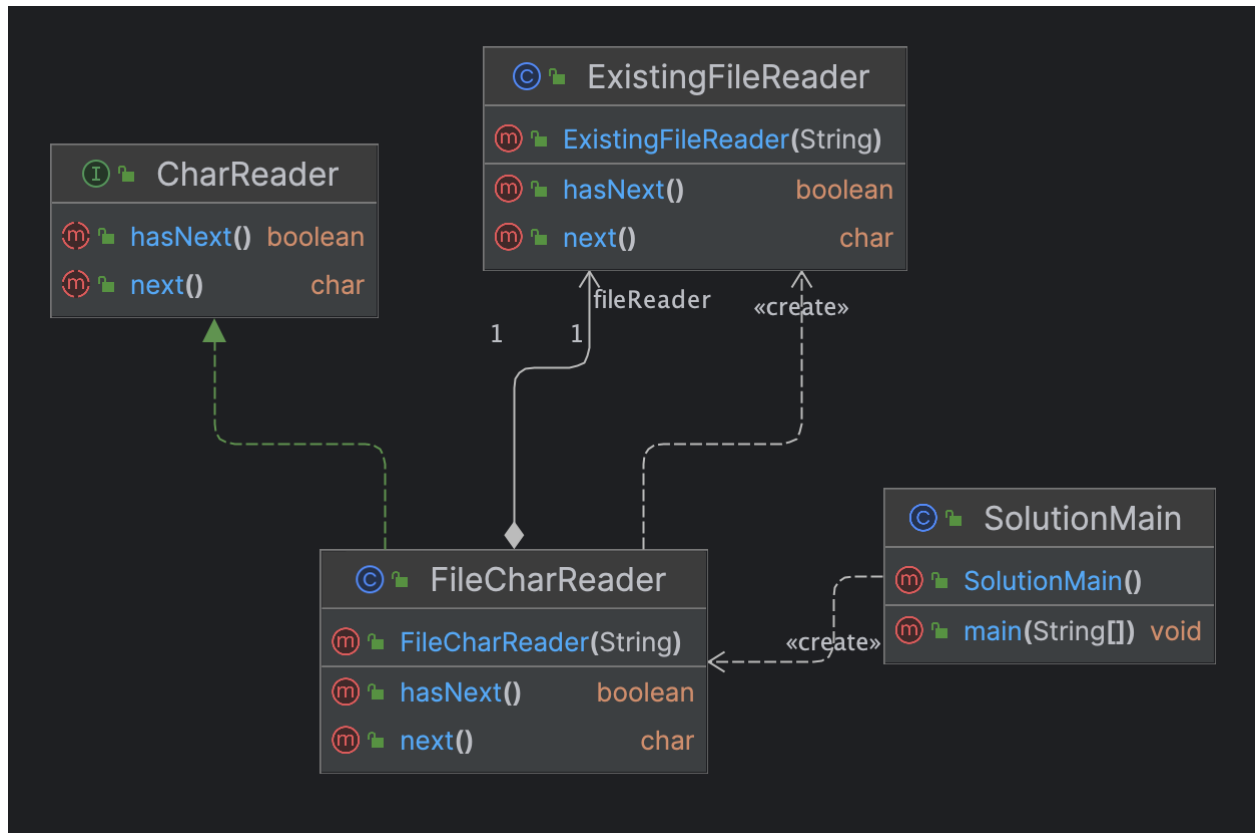 ExistingFileReader
ExistingFileReader(String)
hasNext() boolean
next() char
CharReader
hasNext() boolean
next() char
fileReader
«create»
1 1
SolutionMain
SolutionMain()
main(String[]) void
«create»
FileCharReader
FileCharReader(String)
hasNext() boolean
next() char